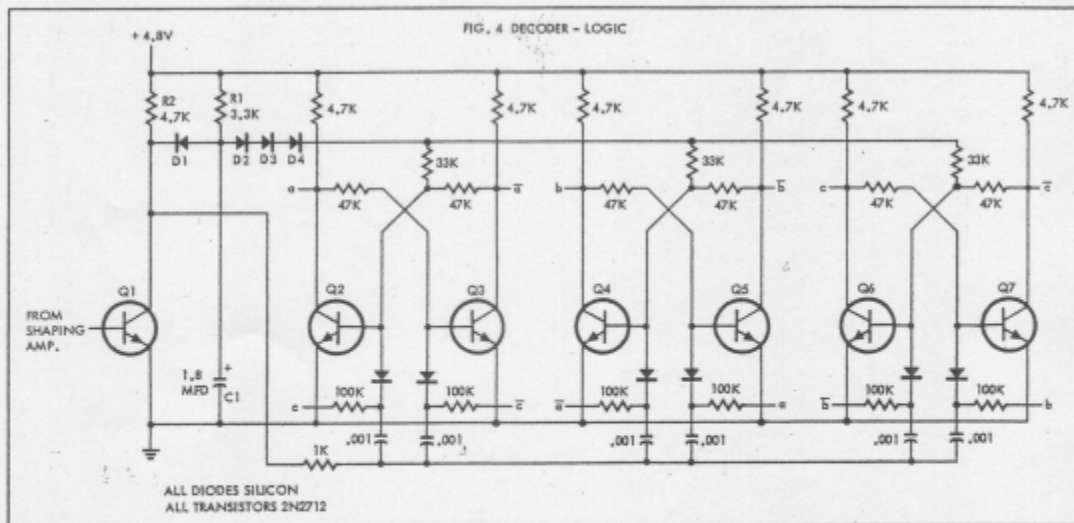 FIG. 4 DECODER - LOGIC
+4.8V
R2
4.7K
R1
3.3K
4.7K
4.7K
4.7K
4.7K
4.7K
4.7K
D1
D2
D3
D4
33K
33K
33K
a
47K
47K
a̅
b
47K
47K
b̅
c
47K
47K
c̅
Q1
Q2
Q3
Q4
Q5
Q6
Q7
FROM
SHAPING
AMP.
1.8
MFD
+
C1
c
100K
100K
c̅
a̅
100K
100K
a
b̅
100K
100K
b
.001
.001
.001
.001
.001
.001
1K
ALL DIODES SILICON
ALL TRANSISTORS 2N2712